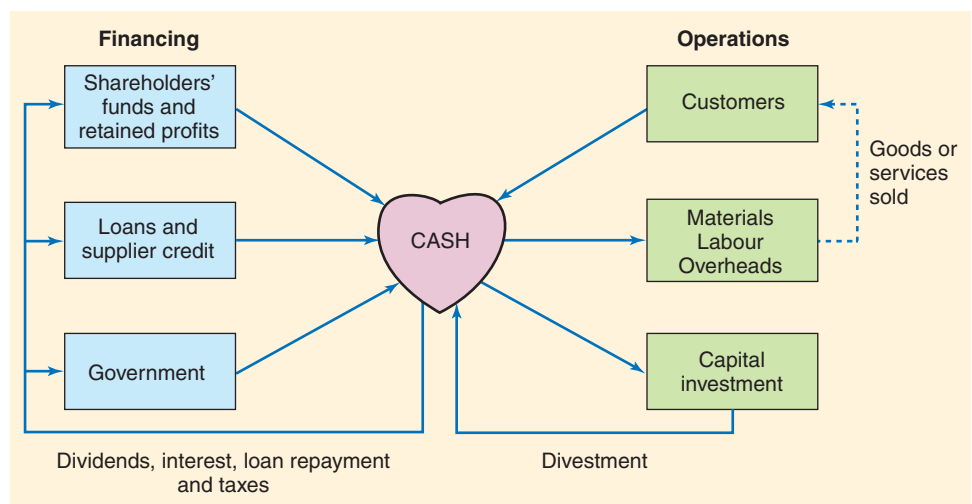 Financing
Operations
Shareholders’
funds and
retained profits
Customers
Goods or
services
sold
Loans and
supplier credit
CASH
Materials
Labour
Overheads
Government
Capital
investment
Dividends, interest, loan repayment
and taxes
Divestment